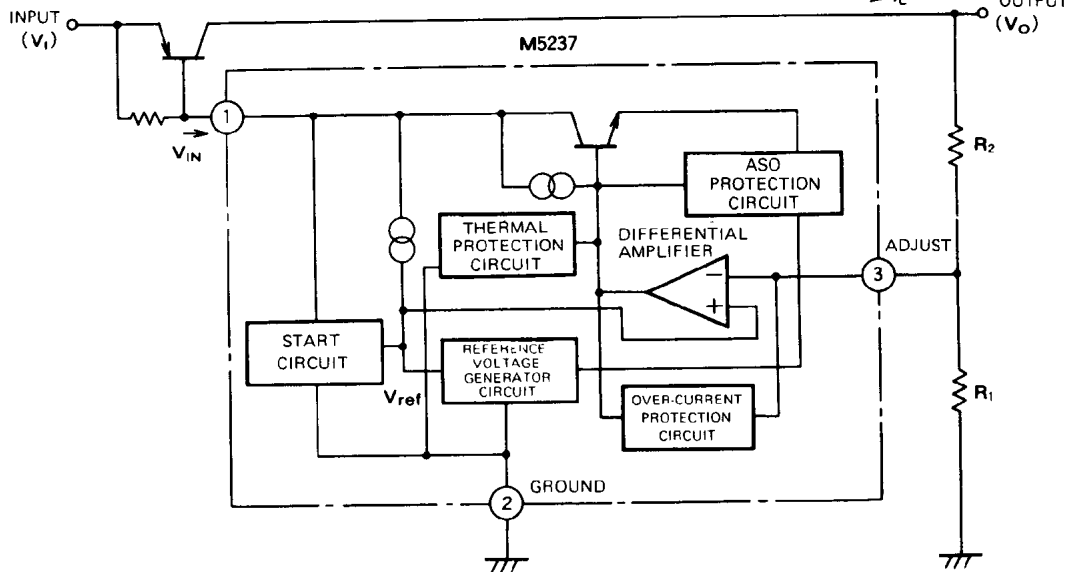 INPUT
(VI)
IL
OUTPUT
(VO)
M5237
1
VIN
R2
ASO
PROTECTION
CIRCUIT
THERMAL
PROTECTION
CIRCUIT
DIFFERENTIAL
AMPLIFIER
ADJUST
3
−
+
START
CIRCUIT
REFERENCE
VOLTAGE
GENERATOR
CIRCUIT
Vref
OVER-CURRENT
PROTECTION
CIRCUIT
R1
GROUND
2